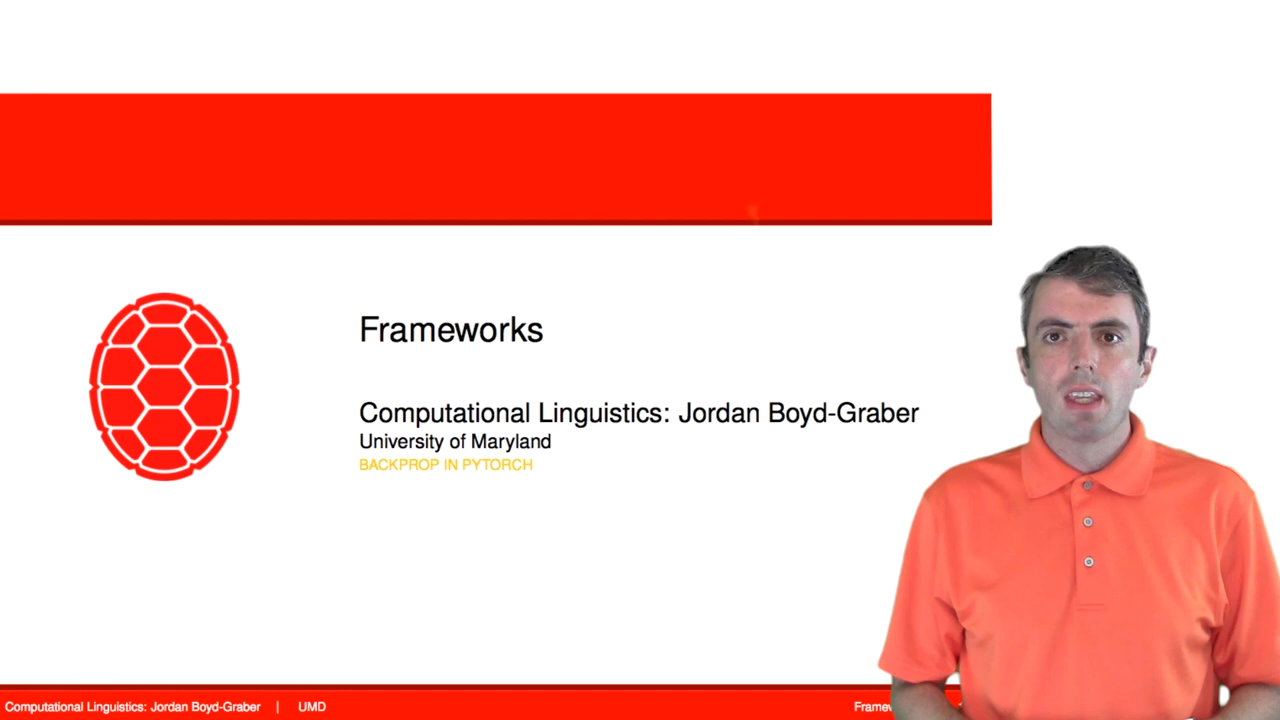 Frameworks
Computational Linguistics: Jordan Boyd-Graber
University of Maryland
BACKPROP IN PYTORCH
Computational Linguistics: Jordan Boyd-Graber | UMD